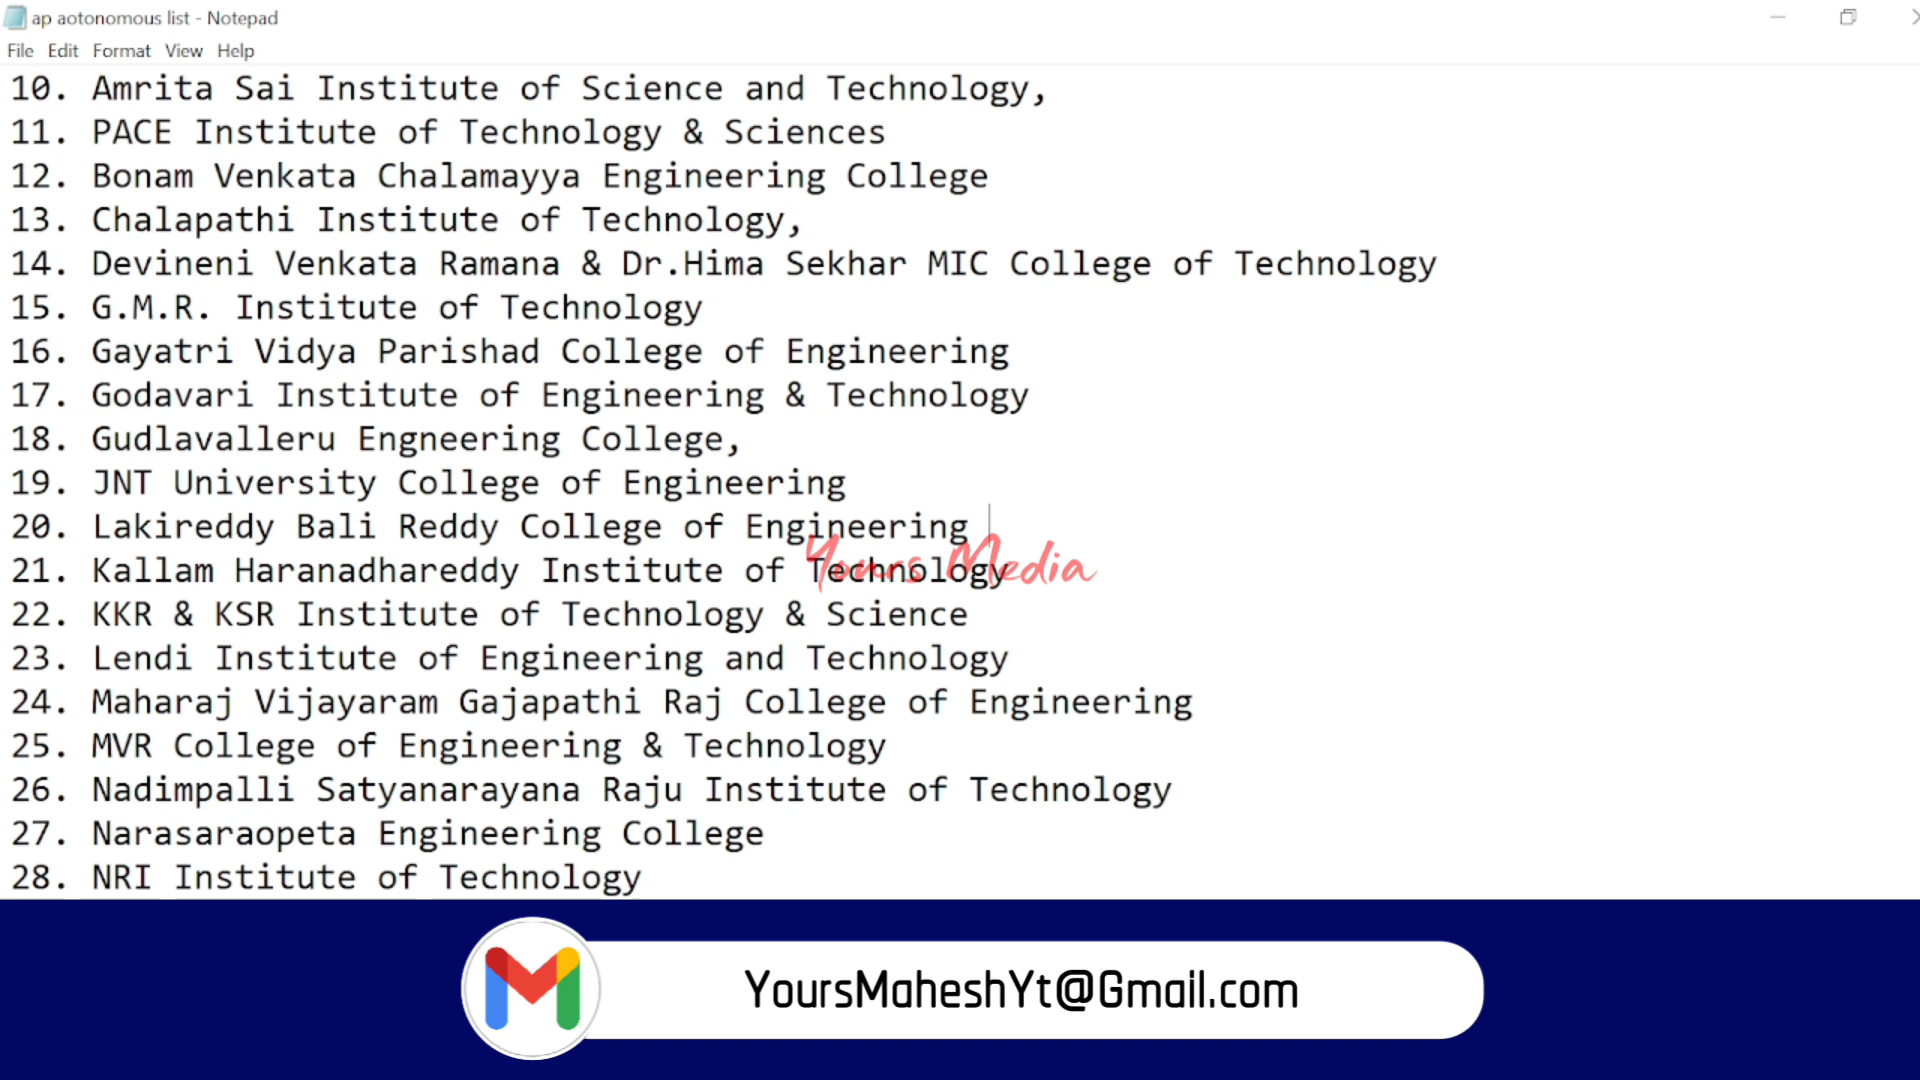 ap aotonomous list - Notepad
File Edit Format View Help
10. Amrita Sai Institute of Science and Technology,
11. PACE Institute of Technology & Sciences
12. Bonam Venkata Chalamayya Engineering College
13. Chalapathi Institute of Technology,
14. Devineni Venkata Ramana & Dr.Hima Sekhar MIC College of Technology
15. G.M.R. Institute of Technology
16. Gayatri Vidya Parishad College of Engineering
17. Godavari Institute of Engineering & Technology
18. Gudlavalleru Engneering College,
19. JNT University College of Engineering
20. Lakireddy Bali Reddy College of Engineering
21. Kallam Haranadhareddy Institute of Technology
Yours Media
22. KKR & KSR Institute of Technology & Science
23. Lendi Institute of Engineering and Technology
24. Maharaj Vijayaram Gajapathi Raj College of Engineering
25. MVR College of Engineering & Technology
26. Nadimpalli Satyanarayana Raju Institute of Technology
27. Narasaraopeta Engineering College
28. NRI Institute of Technology
YoursMaheshYt@Gmail.com